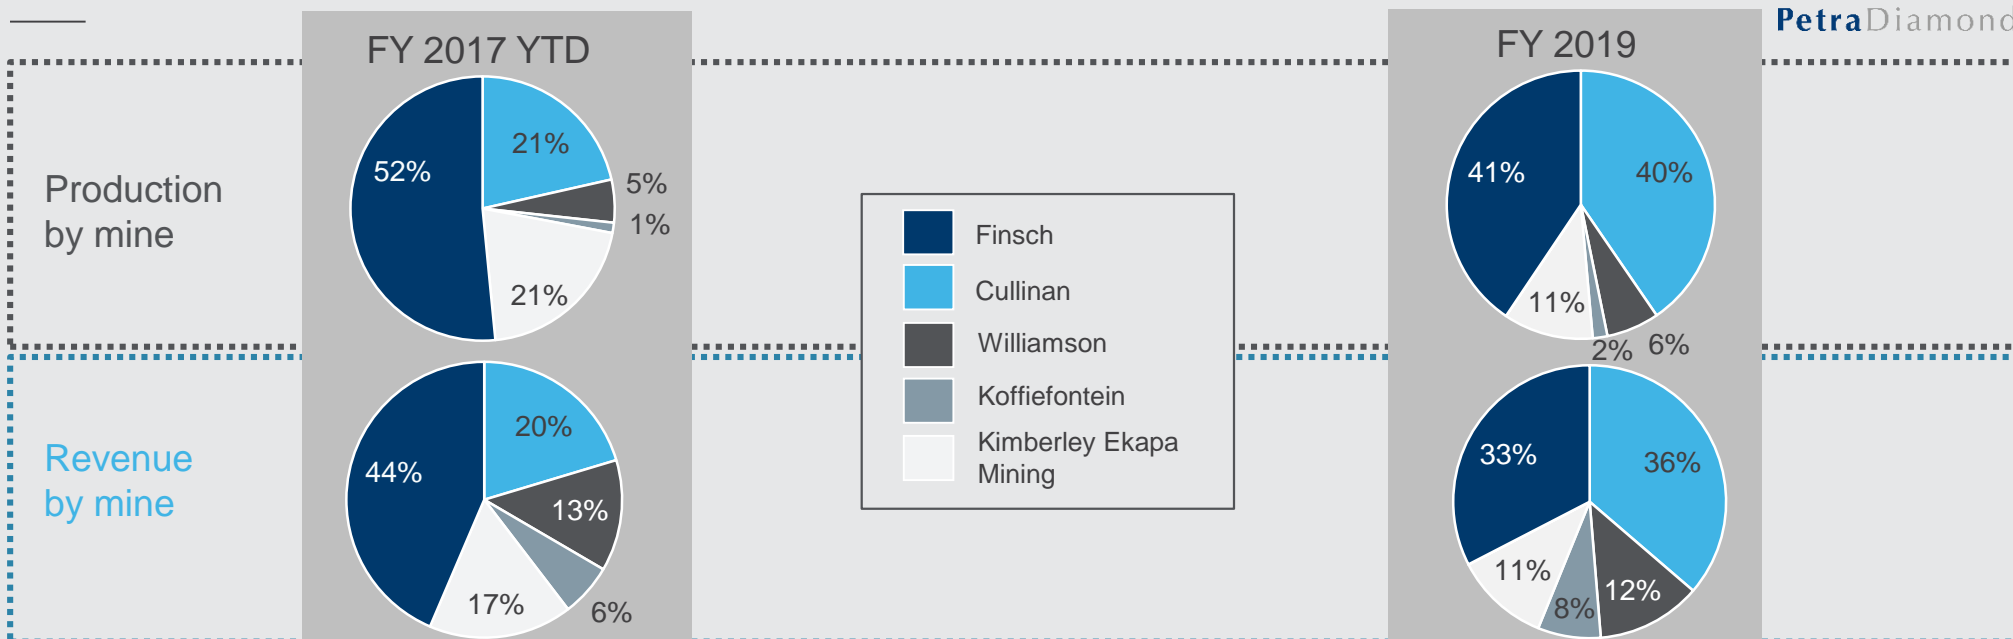 PetraDiamond
FY 2017 YTD
FY 2019
Production
by mine
52%
21%
5%
1%
21%
41%
40%
11%
2%
6%
Finsch
Cullinan
Williamson
Koffiefontein
Kimberley Ekapa
Mining
Revenue
by mine
44%
20%
13%
17%
6%
33%
36%
11%
8%
12%